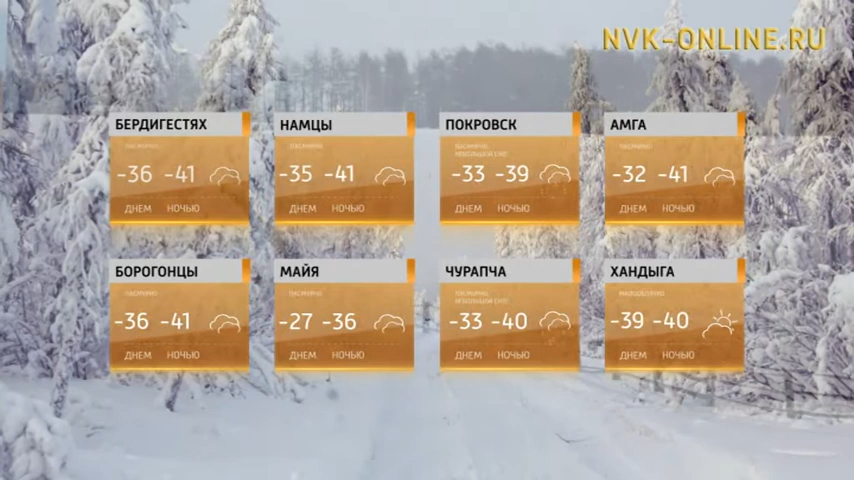 NVK-ONLINE.RU
БЕРДИГЕСТЯХ
ПАСМУРНО
-36 -41
ДНЕМ НОЧЬЮ
НАМЦЫ
ПАСМУРНО
-35 -41
ДНЕМ НОЧЬЮ
ПОКРОВСК
ПАСМУРНО
НЕБОЛЬШОЙ СНЕГ
-33 -39
ДНЕМ НОЧЬЮ
АМГА
ПАСМУРНО
-32 -41
ДНЕМ НОЧЬЮ
БОРОГОНЦЫ
ПАСМУРНО
-36 -41
ДНЕМ НОЧЬЮ
МАЙЯ
ПАСМУРНО
-27 -36
ДНЕМ НОЧЬЮ
ЧУРАПЧА
ПАСМУРНО
НЕБОЛЬШОЙ СНЕГ
-33 -40
ДНЕМ НОЧЬЮ
ХАНДЫГА
МАЛООБЛАЧНО
-39 -40
ДНЕМ НОЧЬЮ